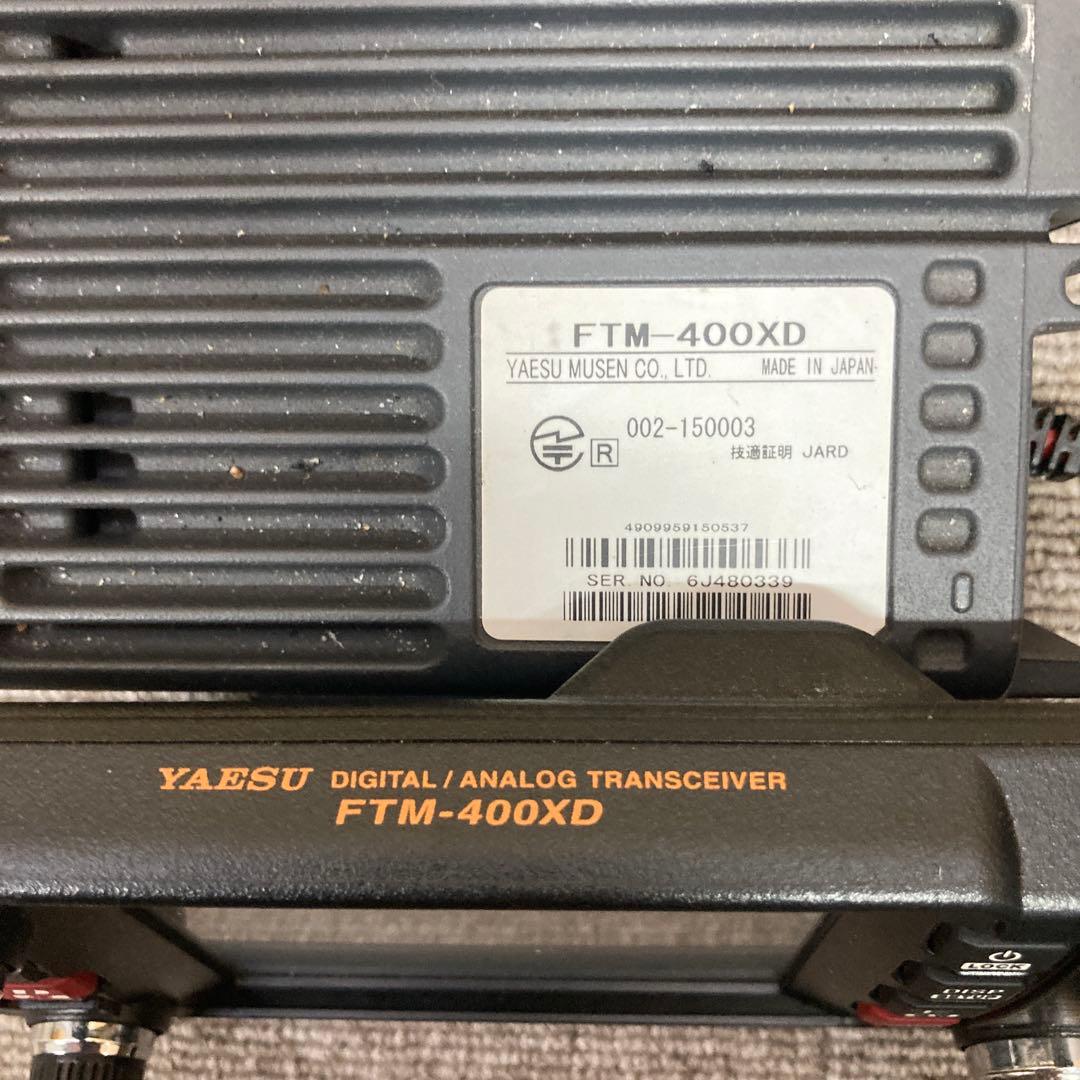 FTM-400XD
YAESU MUSEN CO., LTD. MADE IN JAPAN
R 002-150003
技適証明 JARD
4909959150537
SER. NO. 6J480339
YAESU DIGITAL / ANALOG TRANSCEIVER
FTM-400XD
LOCK
DISP